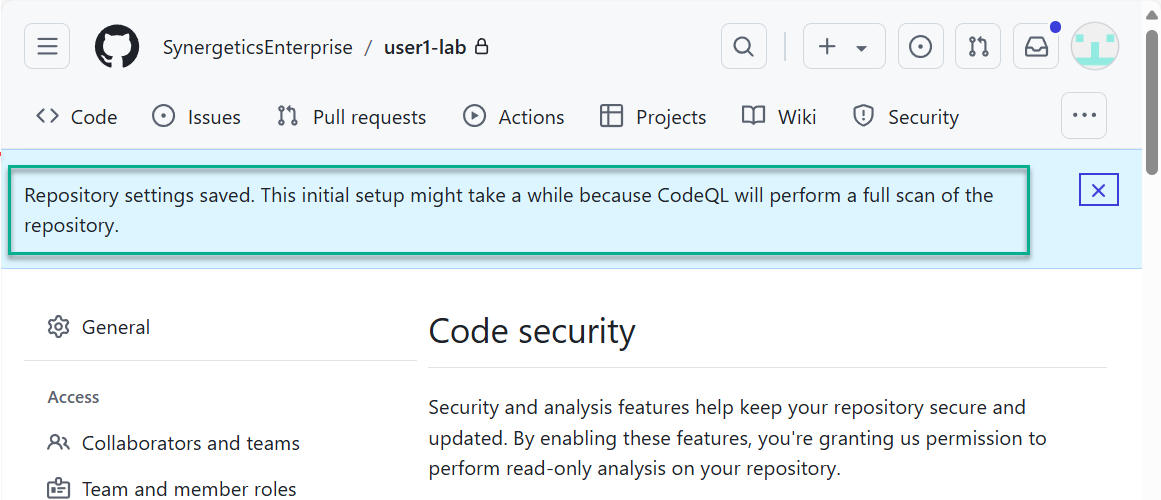 SynergeticsEnterprise / user1-lab
Code Issues Pull requests Actions Projects Wiki Security
Repository settings saved. This initial setup might take a while because CodeQL will perform a full scan of the
repository.
General
Access
Collaborators and teams
Team and member roles
Code security
Security and analysis features help keep your repository secure and
updated. By enabling these features, you're granting us permission to
perform read-only analysis on your repository.